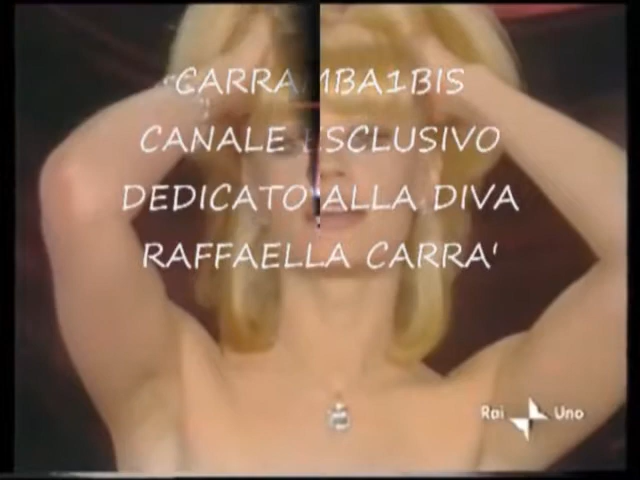 CARRAMBA1BIS
CANALE ESCLUSIVO
DEDICATO ALLA DIVA
RAFFAELLA CARRA'
Rai Uno